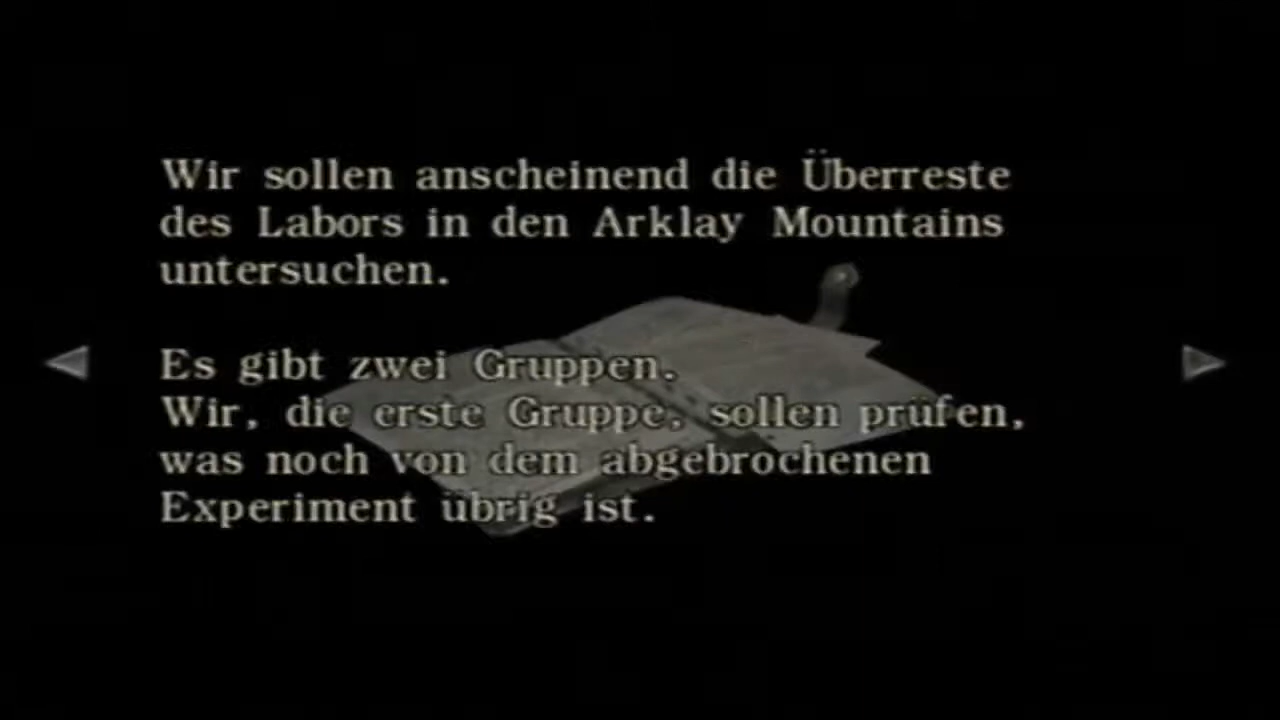 Wir sollen anscheinend die Überreste
des Labors in den Arklay Mountains
untersuchen.
Es gibt zwei Gruppen.
Wir, die erste Gruppe, sollen prüfen,
was noch von dem abgebrochenen
Experiment übrig ist.